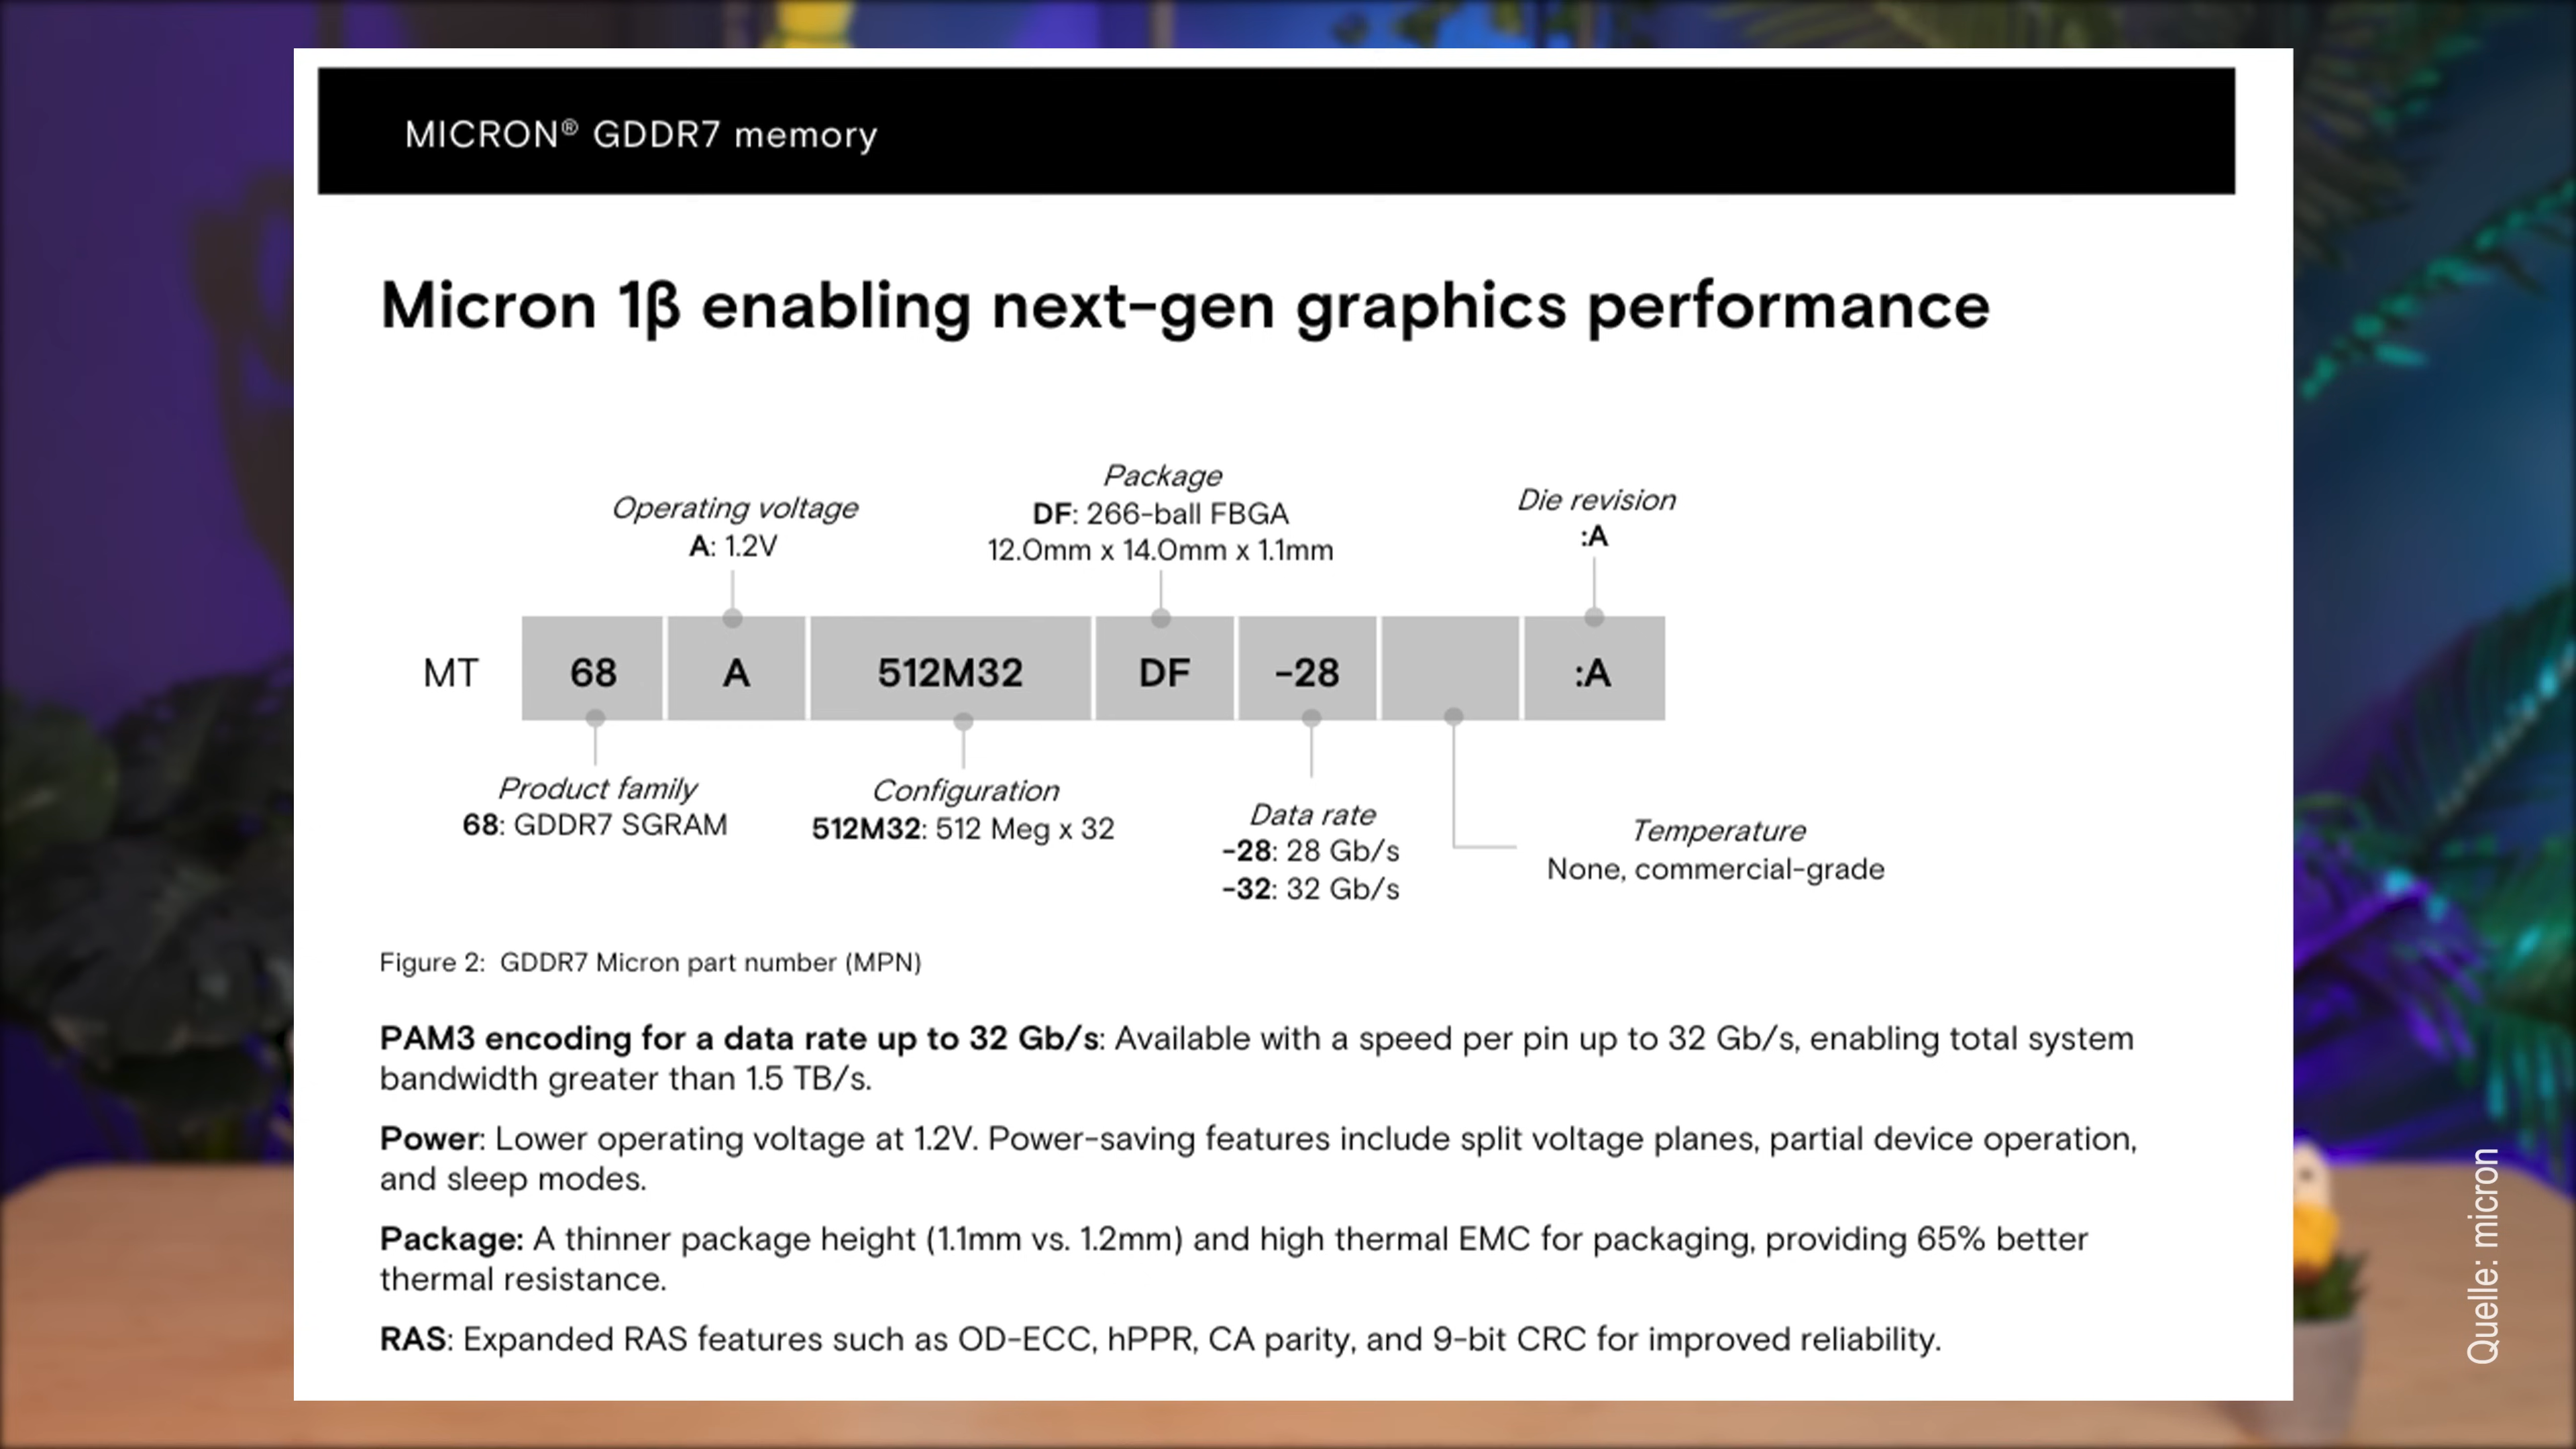 MICRON® GDDR7 memory
Micron 1β enabling next-gen graphics performance
Operating voltage
A: 1.2V
Package
DF: 266-ball FBGA
12.0mm x 14.0mm x 1.1mm
Die revision
:A
MT 68 A 512M32 DF -28 :A
Product family
68: GDDR7 SGRAM
Configuration
512M32: 512 Meg x 32
Data rate
-28: 28 Gb/s
-32: 32 Gb/s
Temperature
None, commercial-grade
Figure 2: GDDR7 Micron part number (MPN)
PAM3 encoding for a data rate up to 32 Gb/s: Available with a speed per pin up to 32 Gb/s, enabling total system
bandwidth greater than 1.5 TB/s.
Power: Lower operating voltage at 1.2V. Power-saving features include split voltage planes, partial device operation,
and sleep modes.
Package: A thinner package height (1.1mm vs. 1.2mm) and high thermal EMC for packaging, providing 65% better
thermal resistance.
RAS: Expanded RAS features such as OD-ECC, hPPR, CA parity, and 9-bit CRC for improved reliability.
Quelle: micron